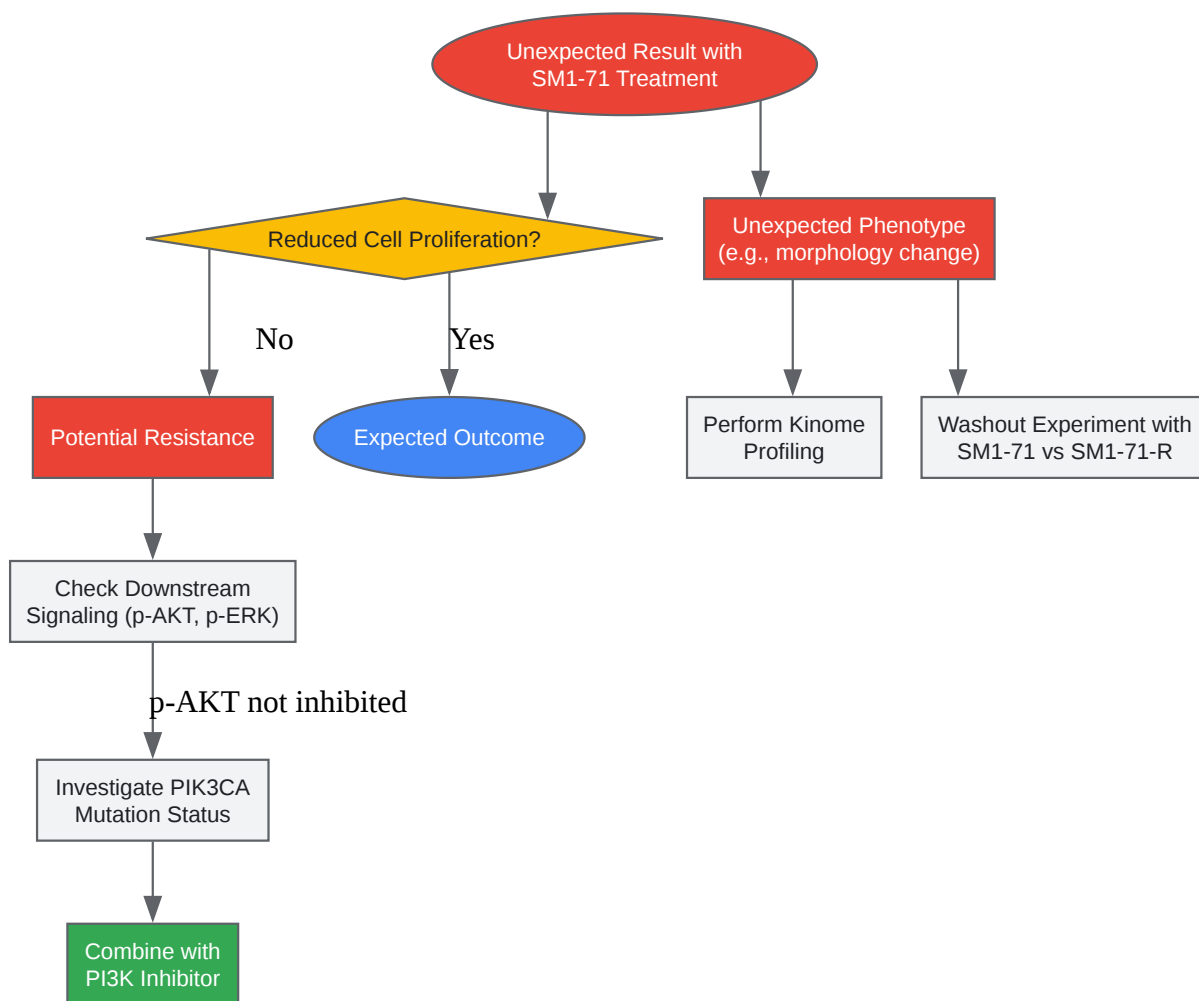 Unexpected Result with
SM1-71 Treatment
Reduced Cell Proliferation?
Unexpected Phenotype
(e.g., morphology change)
No
Yes
Potential Resistance
Expected Outcome
Perform Kinome
Profiling
Washout Experiment with
SM1-71 vs SM1-71-R
Check Downstream
Signaling (p-AKT, p-ERK)
p-AKT not inhibited
Investigate PIK3CA
Mutation Status
Combine with
PI3K Inhibitor